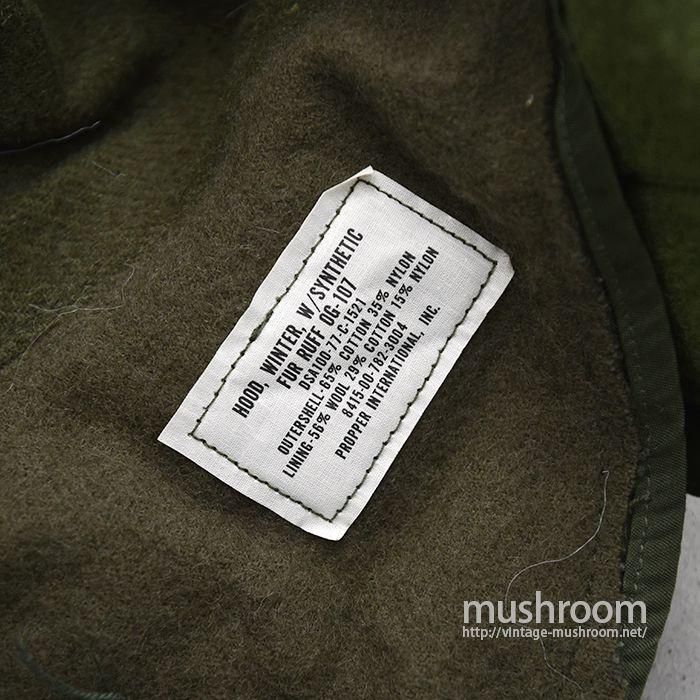 HOOD, WINTER, W/SYNTHETIC
FUR RUFF OG-107
DSA100-77-C-1521
OUTERSHELL-65% COTTON 35% NYLON
LINING-56% WOOL 29% COTTON 15% NYLON
8415-00-782-3004
PROPPER INTERNATIONAL, INC.
mushroom
http://vintage-mushroom.net/